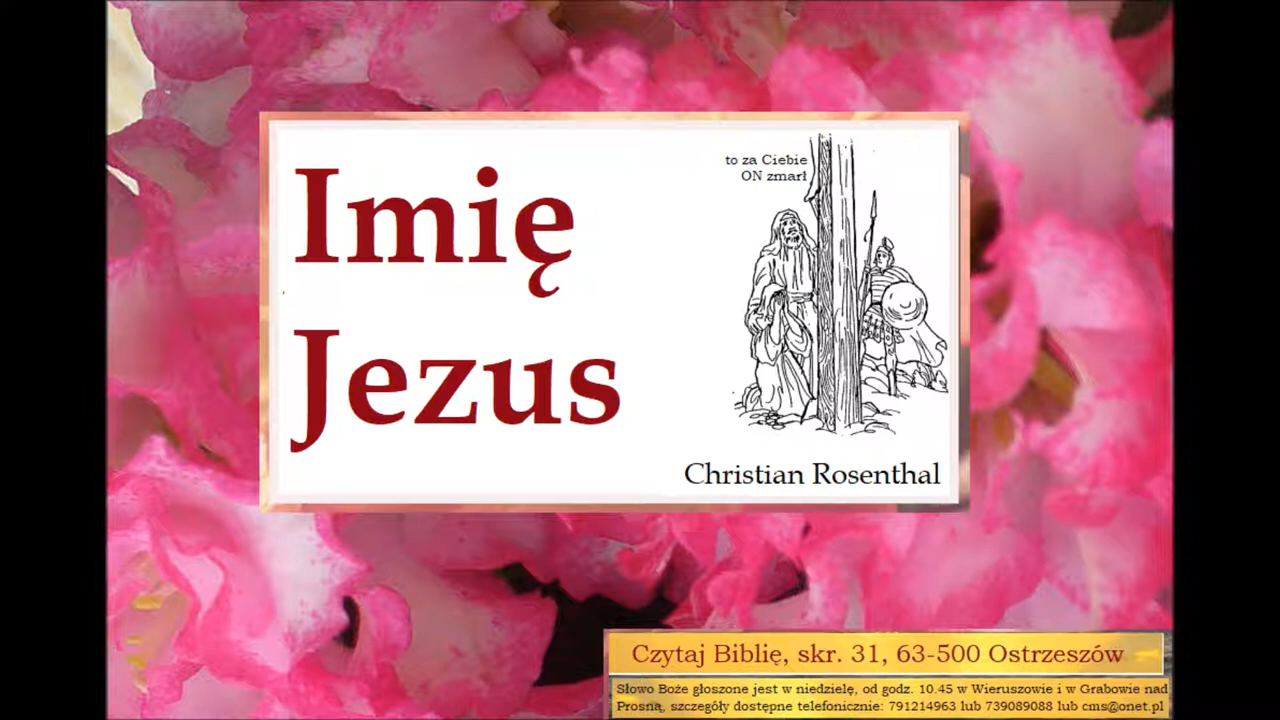 Imię
Jezus
to za Ciebie
ON zmarł
Christian Rosenthal
Czytaj Biblię, skr. 31, 63-500 Ostrzeszów
Słowo Boże głoszone jest w niedzielę, od godz. 10.45 w Wieruszowie i w Grabowie nad
Prosną, szczegóły dostępne telefonicznie: 791214963 lub 739089088 lub cms@onet.pl